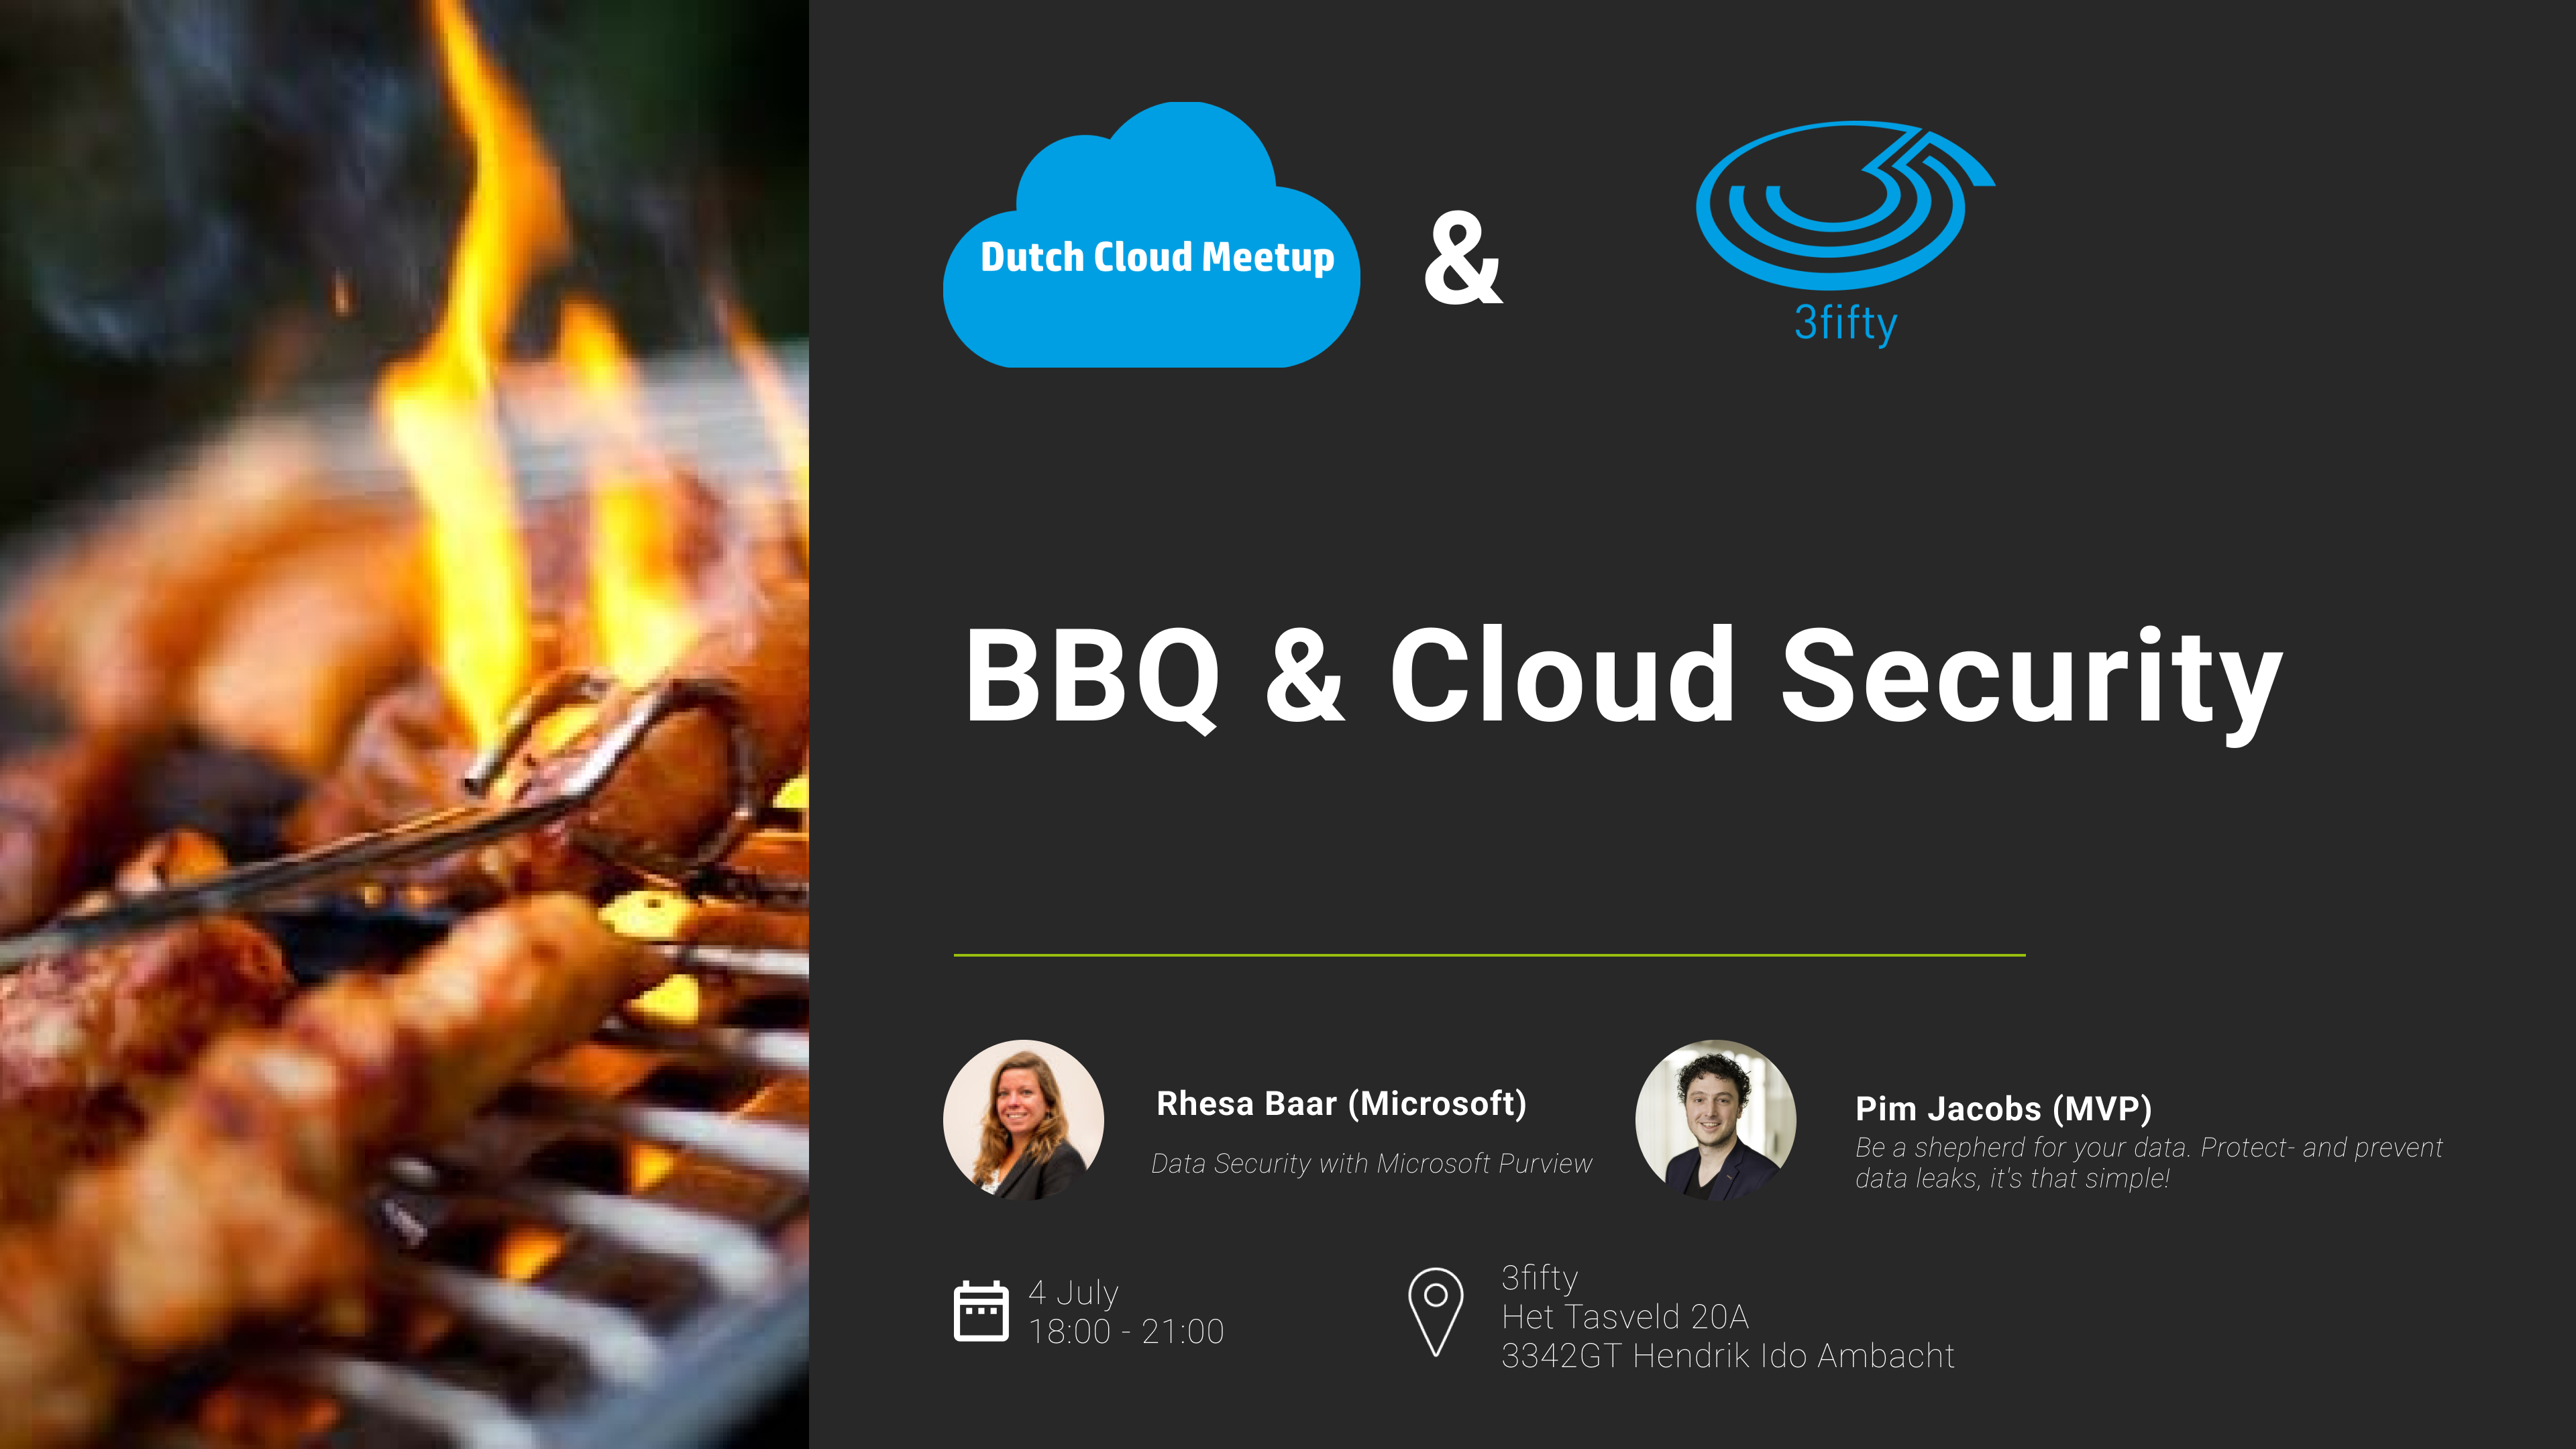 Dutch Cloud Meetup
&
3fifty
BBQ & Cloud Security
Rhesa Baar (Microsoft)
Data Security with Microsoft Purview
Pim Jacobs (MVP)
Be a shepherd for your data. Protect- and prevent
data leaks, it's that simple!
4 July
18:00 - 21:00
3fifty
Het Tasveld 20A
3342GT Hendrik Ido Ambacht